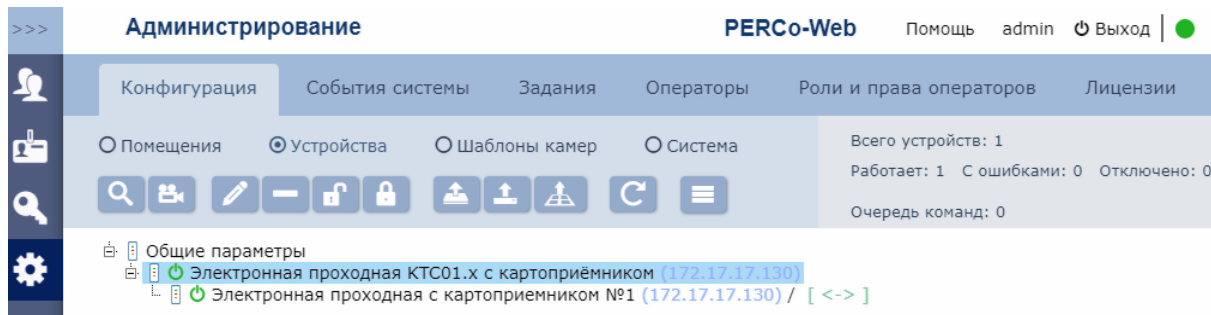 >>> Администрирование PERCo-Web Помощь admin Выход
Конфигурация События системы Задания Операторы Роли и права операторов Лицензии
Помещения Устройства Шаблоны камер Система
Всего устройств: 1
Работает: 1 С ошибками: 0 Отключено: 0
Очередь команд: 0
Общие параметры
Электронная проходная КТС01.x с картоприёмником (172.17.17.130)
Электронная проходная с картоприемником №1 (172.17.17.130) / [ <-> ]